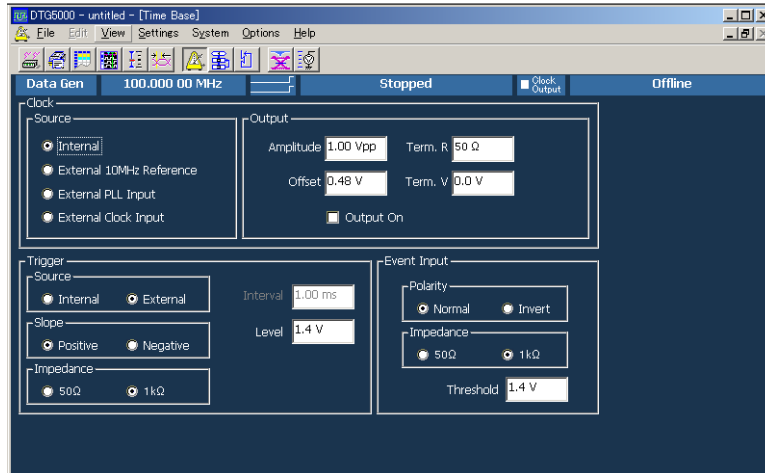 DTG5000 - untitled - [Time Base]
File Edit View Settings System Options Help
Data Gen 100.000 00 MHz Stopped Clock Output Offline
Clock
Source
Internal
External 10MHz Reference
External PLL Input
External Clock Input
Output
Amplitude 1.00 Vpp Term. R 50 Ω
Offset 0.48 V Term. V 0.0 V
Output On
Trigger
Source
Internal External
Interval 1.00 ms
Slope
Positive Negative
Level 1.4 V
Impedance
50Ω 1kΩ
Event Input
Polarity
Normal Invert
Impedance
50Ω 1kΩ
Threshold 1.4 V